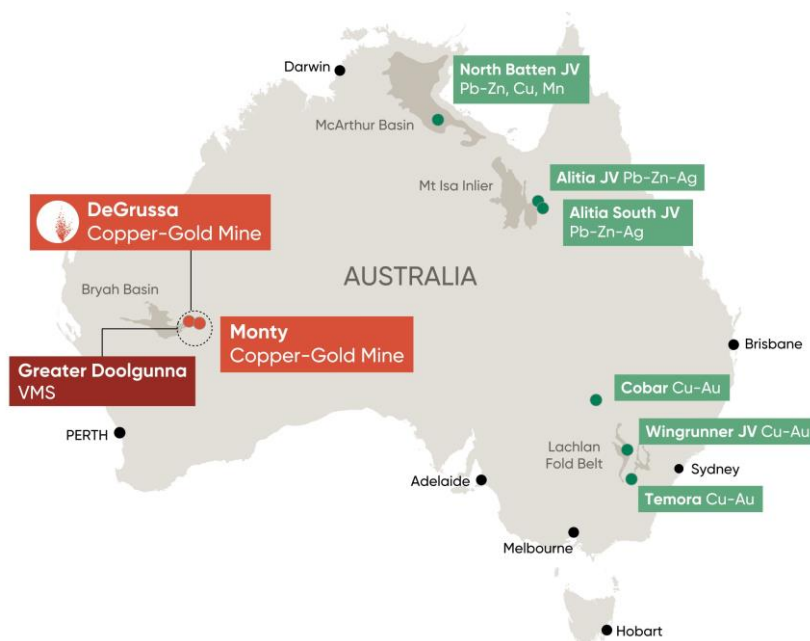 Darwin
North Batten JV
Pb-Zn, Cu, Mn
McArthur Basin
Mt Isa Inlier
Alitia JV Pb-Zn-Ag
Alitia South JV
Pb-Zn-Ag
DeGrussa
Copper-Gold Mine
AUSTRALIA
Bryah Basin
Monty
Copper-Gold Mine
Brisbane
Greater Doolgunna
VMS
Cobar Cu-Au
PERTH
Wingrunner JV Cu-Au
Lachlan
Fold Belt
Sydney
Adelaide
Temora Cu-Au
Melbourne
Hobart